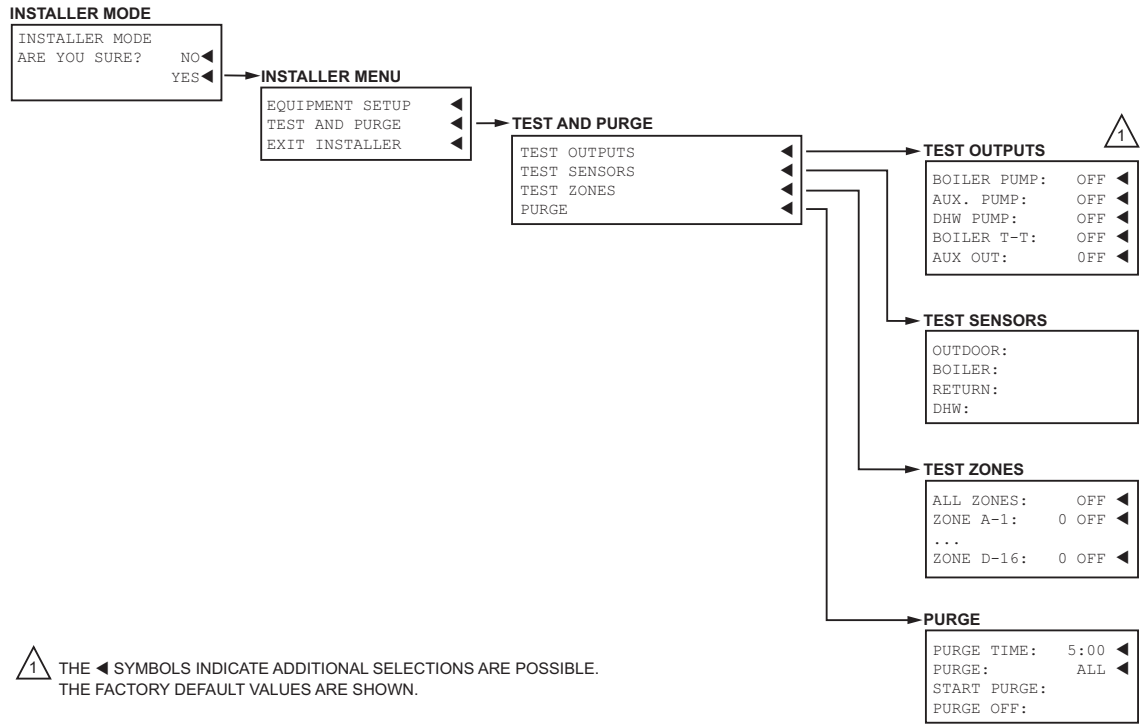 INSTALLER MODE
INSTALLER MODE
ARE YOU SURE? NO◀
YES◀
INSTALLER MENU
EQUIPMENT SETUP ◀
TEST AND PURGE ◀
EXIT INSTALLER ◀
TEST AND PURGE
TEST OUTPUTS ◀
TEST SENSORS ◀
TEST ZONES ◀
PURGE ◀
1
TEST OUTPUTS
BOILER PUMP: OFF ◀
AUX. PUMP: OFF ◀
DHW PUMP: OFF ◀
BOILER T-T: OFF ◀
AUX OUT: 0FF ◀
TEST SENSORS
OUTDOOR:
BOILER:
RETURN:
DHW:
TEST ZONES
ALL ZONES: OFF ◀
ZONE A-1: 0 OFF ◀
...
ZONE D-16: 0 OFF ◀
PURGE
PURGE TIME: 5:00 ◀
PURGE: ALL ◀
START PURGE:
PURGE OFF:
1 THE ◀ SYMBOLS INDICATE ADDITIONAL SELECTIONS ARE POSSIBLE.
THE FACTORY DEFAULT VALUES ARE SHOWN.